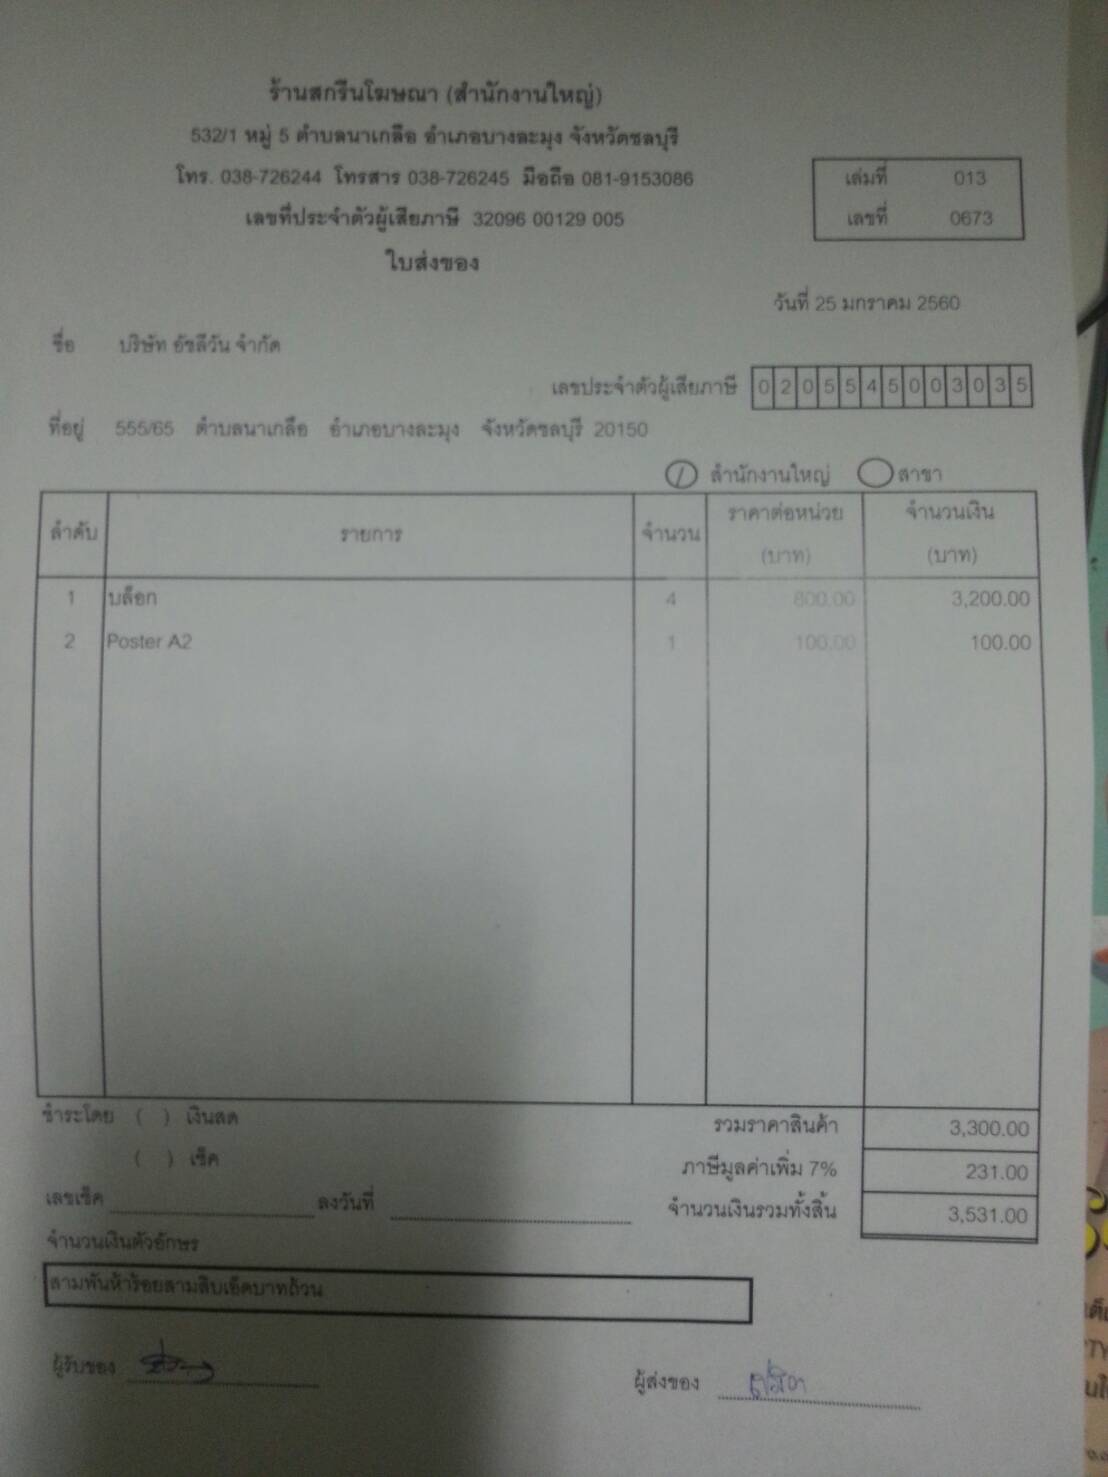 ร้านสกรีนโฆษณา (สำนักงานใหญ่)
532/1 หมู่ 5 ตำบลนาเกลือ อำเภอบางละมุง จังหวัดชลบุรี
โทร. 038-726244 โทรสาร 038-726245 มือถือ 081-9153086
เลขที่ประจำตัวผู้เสียภาษี 32096 00129 005
เล่มที่ 013
เลขที่ 0673
ใบส่งของ
วันที่ 25 มกราคม 2560
ชื่อ บริษัท อัชลีวัน จำกัด
เลขประจำตัวผู้เสียภาษี 0205545003035
ที่อยู่ 555/65 ตำบลนาเกลือ อำเภอบางละมุง จังหวัดชลบุรี 20150
สำนักงานใหญ่ สาขา
ลำดับ รายการ จำนวน ราคาต่อหน่วย (บาท) จำนวนเงิน (บาท)
1 บล็อก 4 800.00 3,200.00
2 Poster A2 1 100.00 100.00
ชำระโดย ( ) เงินสด รวมราคาสินค้า 3,300.00
( ) เช็ค ภาษีมูลค่าเพิ่ม 7% 231.00
เลขเช็ค ลงวันที่ จำนวนเงินรวมทั้งสิ้น 3,531.00
จำนวนเงินตัวอักษร
สามพันห้าร้อยสามสิบเอ็ดบาทถ้วน
ผู้รับของ
ผู้ส่งของ